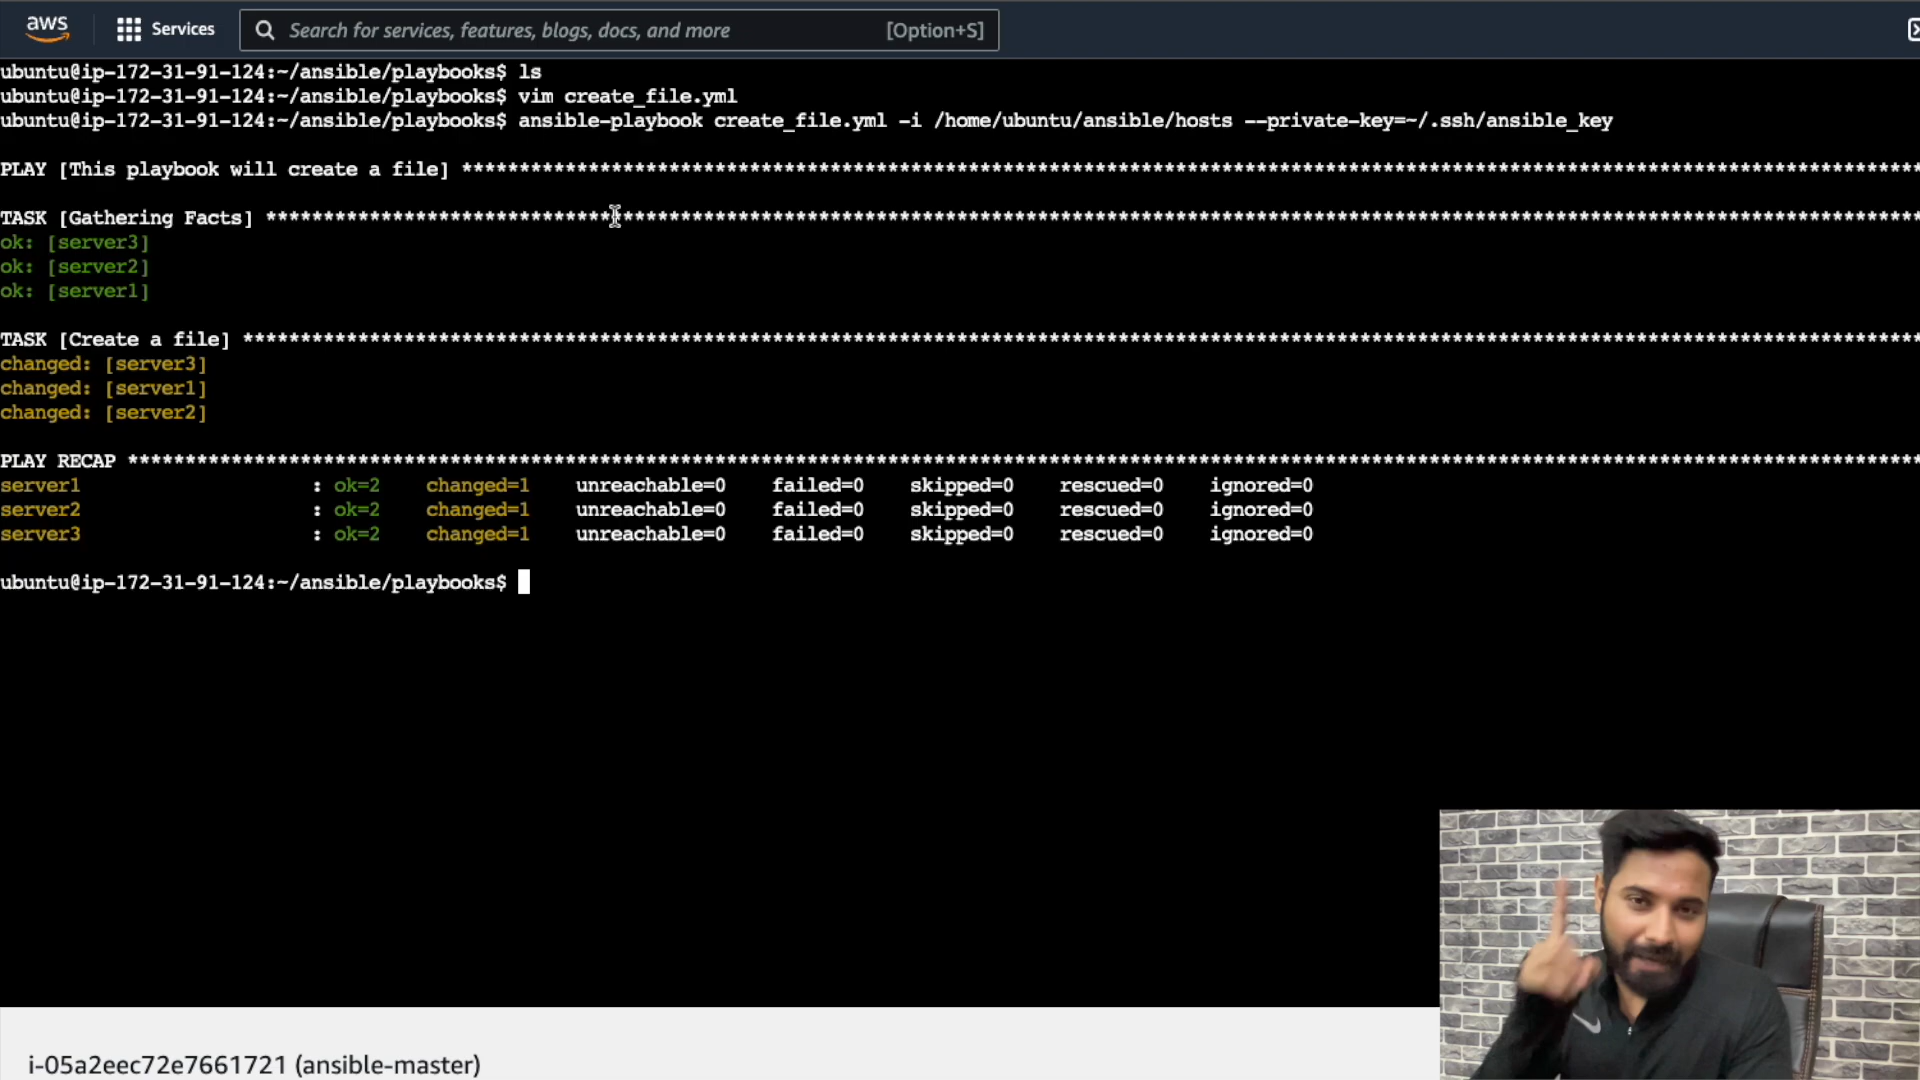 aws Services Search for services, features, blogs, docs, and more [Option+S]
ubuntu@ip-172-31-91-124:~/ansible/playbooks$ ls
ubuntu@ip-172-31-91-124:~/ansible/playbooks$ vim create_file.yml
ubuntu@ip-172-31-91-124:~/ansible/playbooks$ ansible-playbook create_file.yml -i /home/ubuntu/ansible/hosts --private-key=~/.ssh/ansible_key
PLAY [This playbook will create a file] ******************************************************************************************************************************
TASK [Gathering Facts] ***********************************************************************************************************************************************
ok: [server3]
ok: [server2]
ok: [server1]
TASK [Create a file] *************************************************************************************************************************************************
changed: [server3]
changed: [server1]
changed: [server2]
PLAY RECAP ***********************************************************************************************************************************************************
server1 : ok=2 changed=1 unreachable=0 failed=0 skipped=0 rescued=0 ignored=0
server2 : ok=2 changed=1 unreachable=0 failed=0 skipped=0 rescued=0 ignored=0
server3 : ok=2 changed=1 unreachable=0 failed=0 skipped=0 rescued=0 ignored=0
ubuntu@ip-172-31-91-124:~/ansible/playbooks$
i-05a2eec72e7661721 (ansible-master)